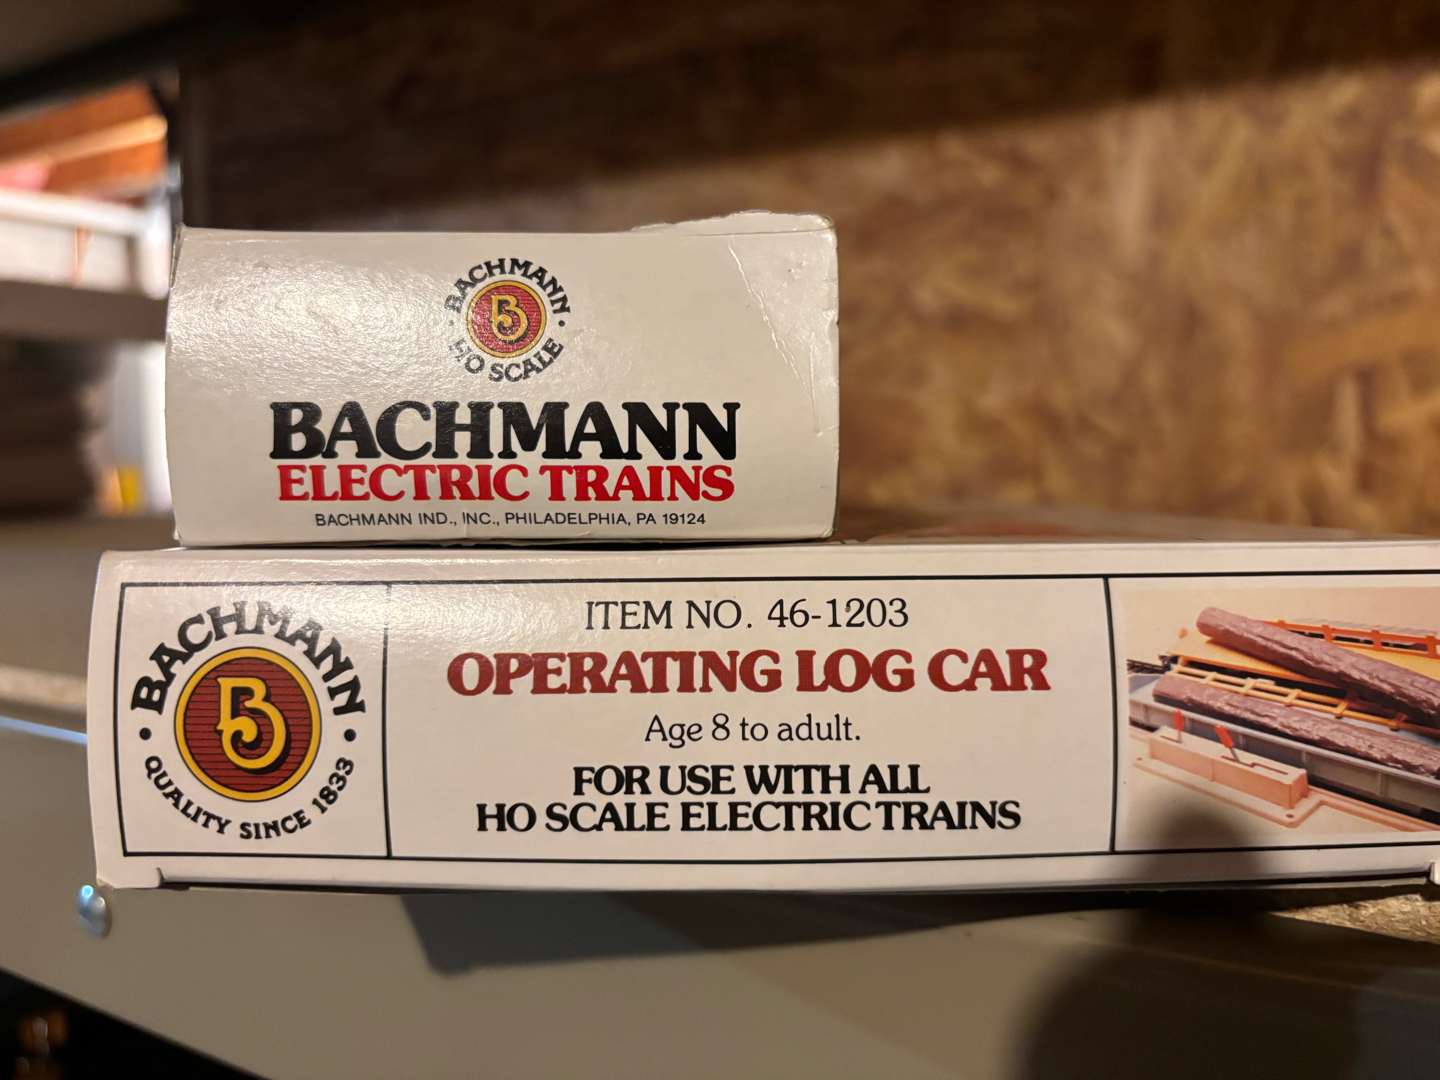 BACHMANN
B
HO SCALE
BACHMANN
ELECTRIC TRAINS
BACHMANN IND., INC., PHILADELPHIA, PA 19124
BACHMANN
B
QUALITY SINCE 1833
ITEM NO. 46-1203
OPERATING LOG CAR
Age 8 to adult.
FOR USE WITH ALL
HO SCALE ELECTRIC TRAINS